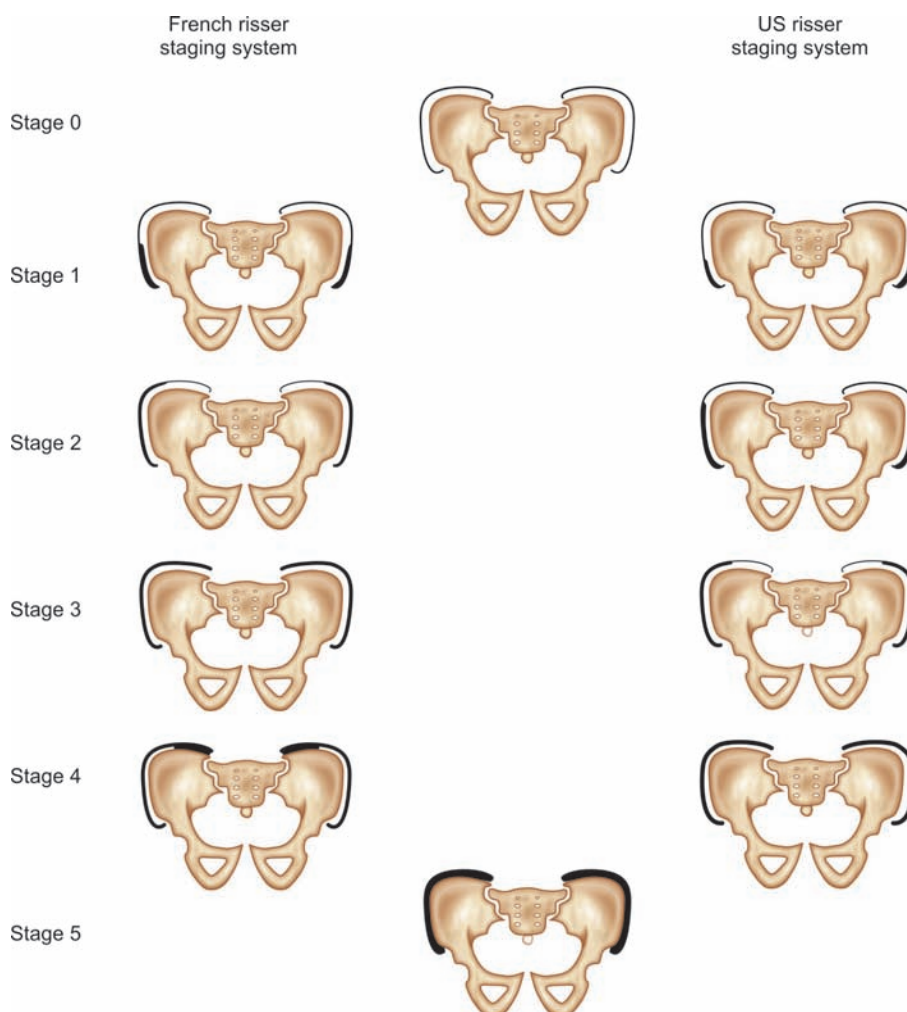 French risser
staging system
US risser
staging system
Stage 0
Stage 1
Stage 2
Stage 3
Stage 4
Stage 5